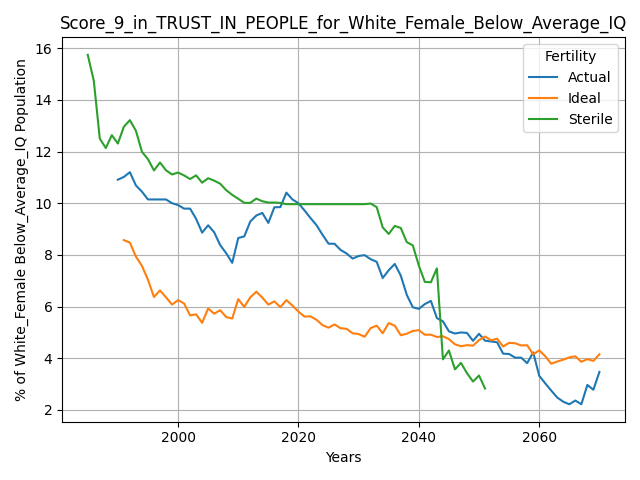 Score_9_in_TRUST_IN_PEOPLE_for_White_Female_Below_Average_IQ
% of White_Female Below_Average_IQ Population
16
14
12
10
8
6
4
2
Fertility
Actual
Ideal
Sterile
2000
2020
2040
2060
Years